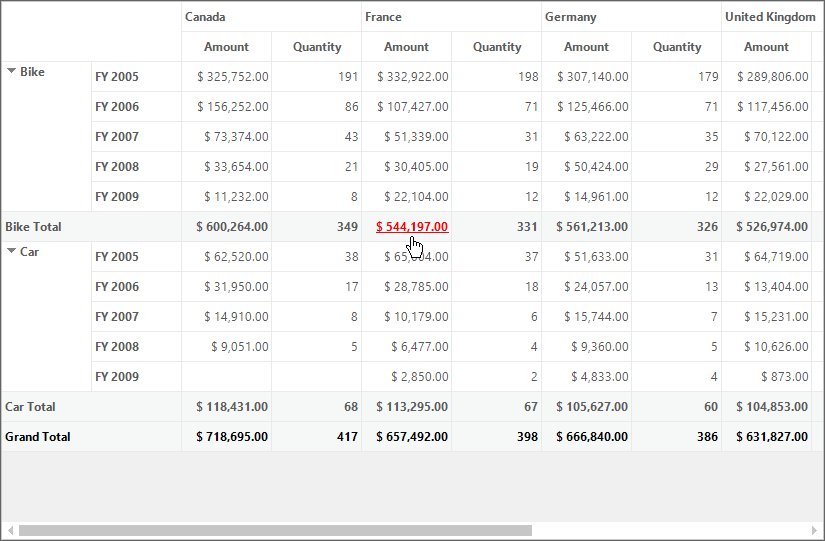 Canada France Germany United Kingdom
Amount Quantity Amount Quantity Amount Quantity Amount
Bike FY 2005 $ 325,752.00 191 $ 332,922.00 198 $ 307,140.00 179 $ 289,806.00
FY 2006 $ 156,252.00 86 $ 107,427.00 71 $ 125,466.00 71 $ 117,456.00
FY 2007 $ 73,374.00 43 $ 51,339.00 31 $ 63,222.00 35 $ 70,122.00
FY 2008 $ 33,654.00 21 $ 30,405.00 19 $ 50,424.00 29 $ 27,561.00
FY 2009 $ 11,232.00 8 $ 22,104.00 12 $ 14,961.00 12 $ 22,029.00
Bike Total $ 600,264.00 349 $ 544,197.00 331 $ 561,213.00 326 $ 526,974.00
Car FY 2005 $ 62,520.00 38 37 $ 51,633.00 31 $ 64,719.00
FY 2006 $ 31,950.00 17 $ 28,785.00 18 $ 24,057.00 13 $ 13,404.00
FY 2007 $ 14,910.00 8 $ 10,179.00 6 $ 15,744.00 7 $ 15,231.00
FY 2008 $ 9,051.00 5 $ 6,477.00 4 $ 9,360.00 5 $ 10,626.00
FY 2009 $ 2,850.00 2 $ 4,833.00 4 $ 873.00
Car Total $ 118,431.00 68 $ 113,295.00 67 $ 105,627.00 60 $ 104,853.00
Grand Total $ 718,695.00 417 $ 657,492.00 398 $ 666,840.00 386 $ 631,827.00